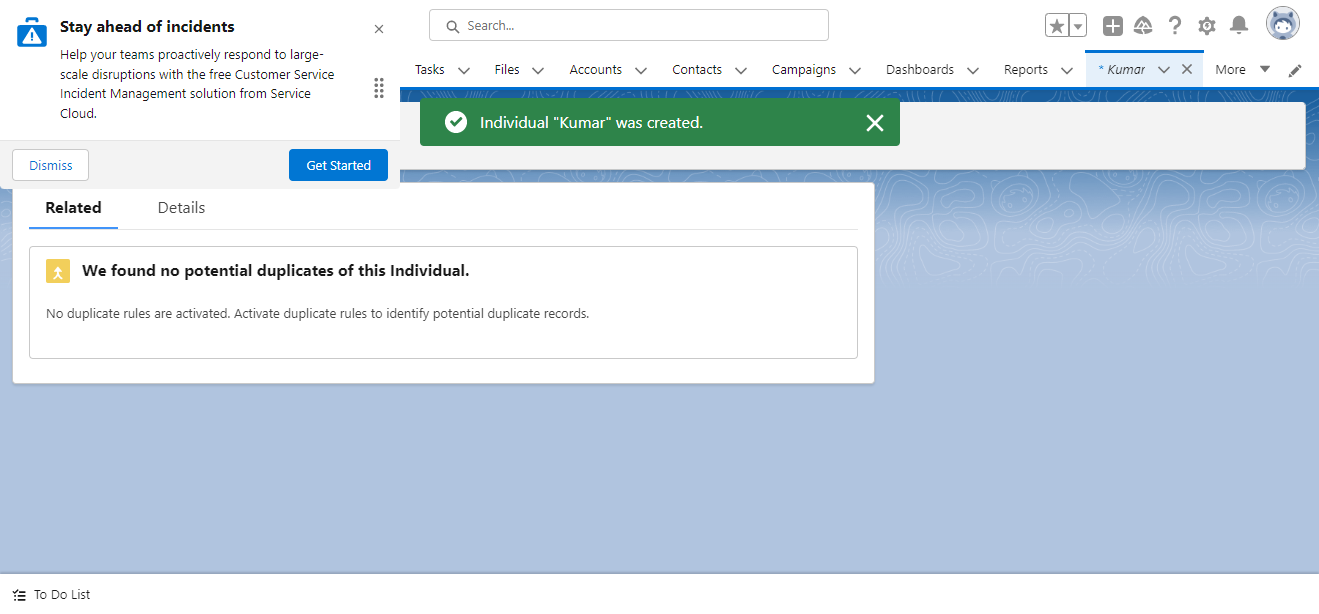 Stay ahead of incidents
Help your teams proactively respond to large-
scale disruptions with the free Customer Service
Incident Management solution from Service
Cloud.
Dismiss
Get Started
Search...
Tasks
Files
Accounts
Contacts
Campaigns
Dashboards
Reports
* Kumar
More
Individual "Kumar" was created.
Related
Details
We found no potential duplicates of this Individual.
No duplicate rules are activated. Activate duplicate rules to identify potential duplicate records.
To Do List